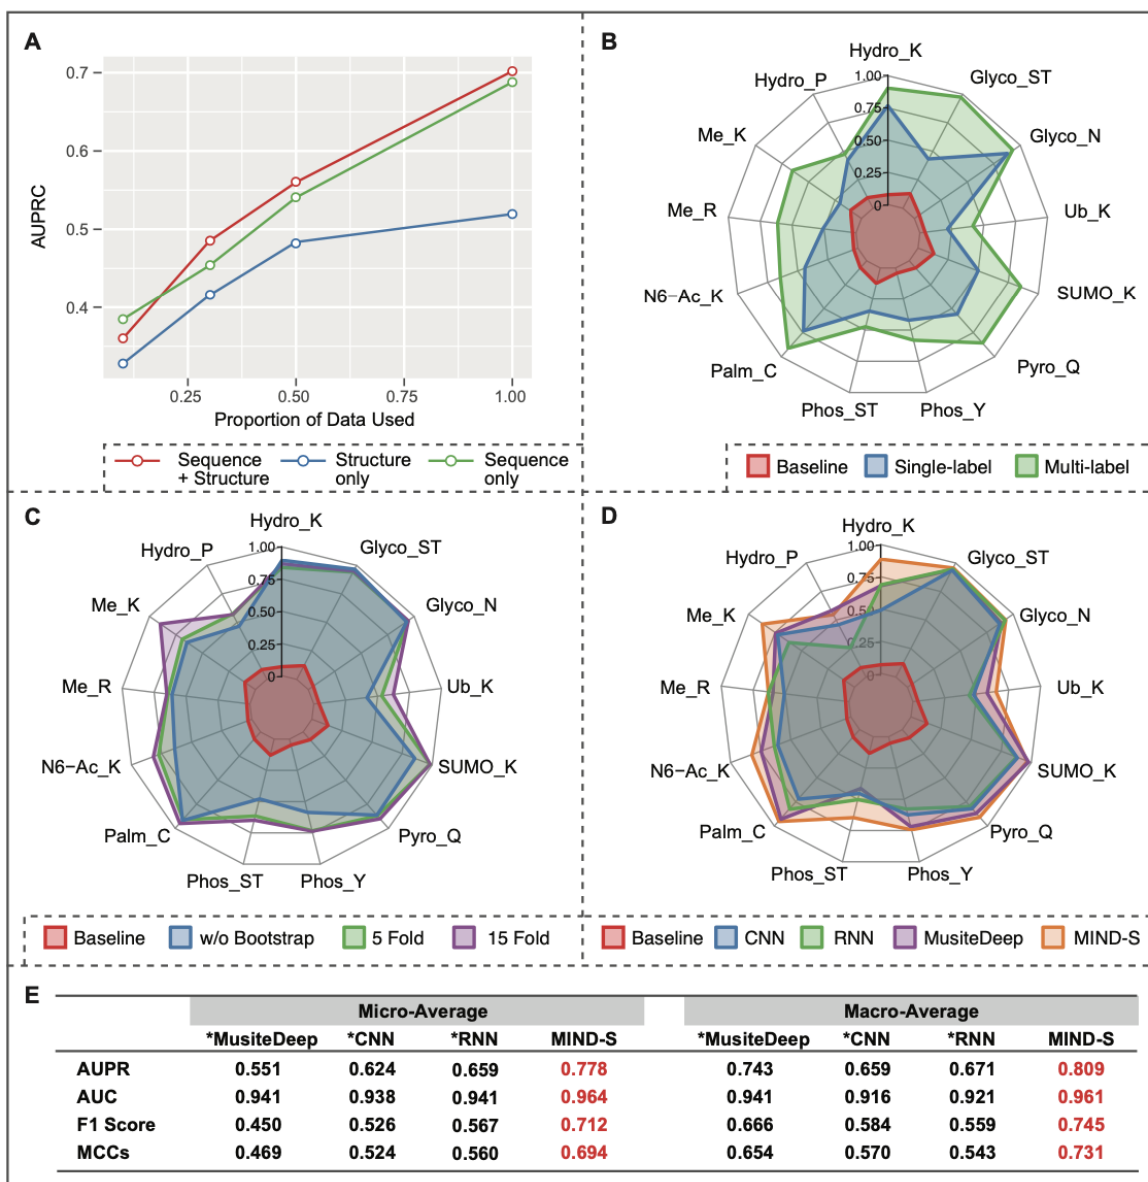 A
0.7
0.6
0.5
0.4
AUPRC
0.25 0.50 0.75 1.00
Proportion of Data Used
Sequence + Structure
Structure only
Sequence only
B
Hydro_K
Glyco_ST
Glyco_N
Ub_K
SUMO_K
Pyro_Q
Phos_Y
Phos_ST
Palm_C
N6-Ac_K
Me_R
Me_K
Hydro_P
1.00
0.75
0.50
0.25
0
Baseline Single-label Multi-label
C
Hydro_K
Glyco_ST
Glyco_N
Ub_K
SUMO_K
Pyro_Q
Phos_Y
Phos_ST
Palm_C
N6-Ac_K
Me_R
Me_K
Hydro_P
1.00
0.75
0.50
0.25
0
Baseline w/o Bootstrap 5 Fold 15 Fold
D
Hydro_K
Glyco_ST
Glyco_N
Ub_K
SUMO_K
Pyro_Q
Phos_Y
Phos_ST
Palm_C
N6-Ac_K
Me_R
Me_K
Hydro_P
1.00
0.75
0.50
0.25
0
Baseline CNN RNN MusiteDeep MIND-S
E
Micro-Average Macro-Average
*MusiteDeep *CNN *RNN MIND-S *MusiteDeep *CNN *RNN MIND-S
AUPR 0.551 0.624 0.659 0.778 0.743 0.659 0.671 0.809
AUC 0.941 0.938 0.941 0.964 0.941 0.916 0.921 0.961
F1 Score 0.450 0.526 0.567 0.712 0.666 0.584 0.559 0.745
MCCs 0.469 0.524 0.560 0.694 0.654 0.570 0.543 0.731